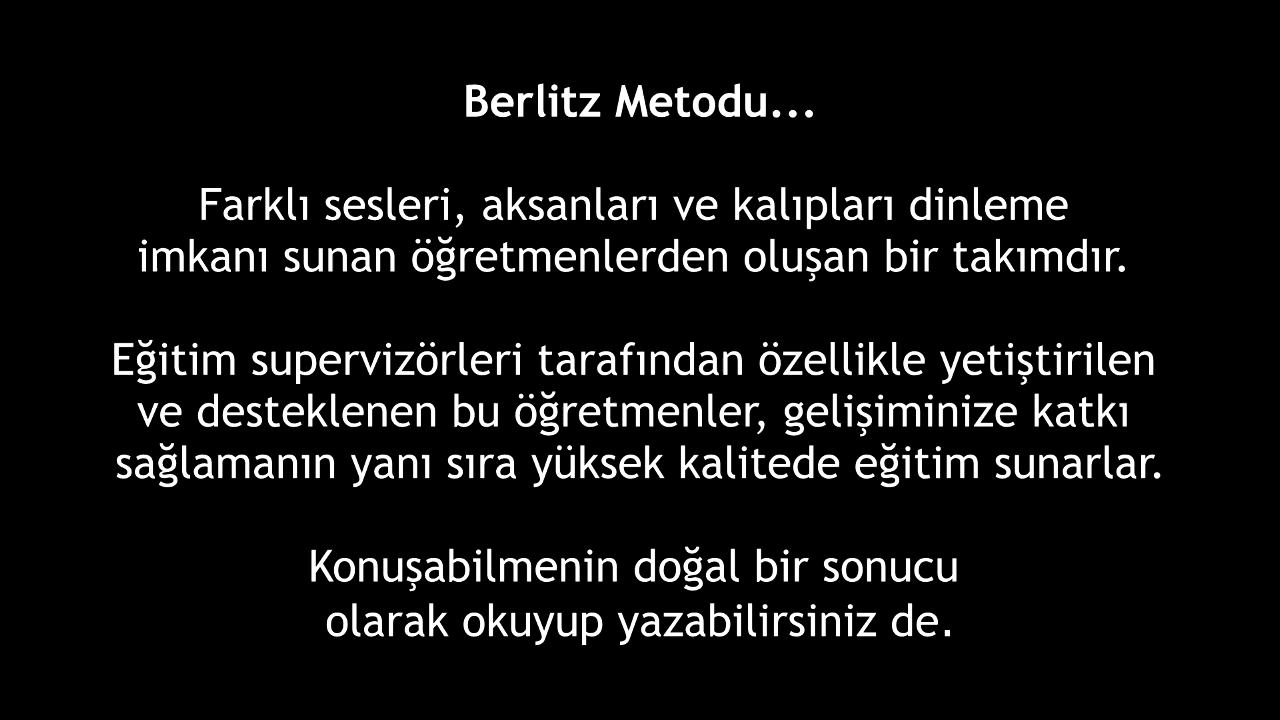 Berlitz Metodu...
Farklı sesleri, aksanları ve kalıpları dinleme
imkanı sunan öğretmenlerden oluşan bir takımdır.
Eğitim supervizörleri tarafından özellikle yetiştirilen
ve desteklenen bu öğretmenler, gelişiminize katkı
sağlamanın yanı sıra yüksek kalitede eğitim sunarlar.
Konuşabilmenin doğal bir sonucu
olarak okuyup yazabilirsiniz de.